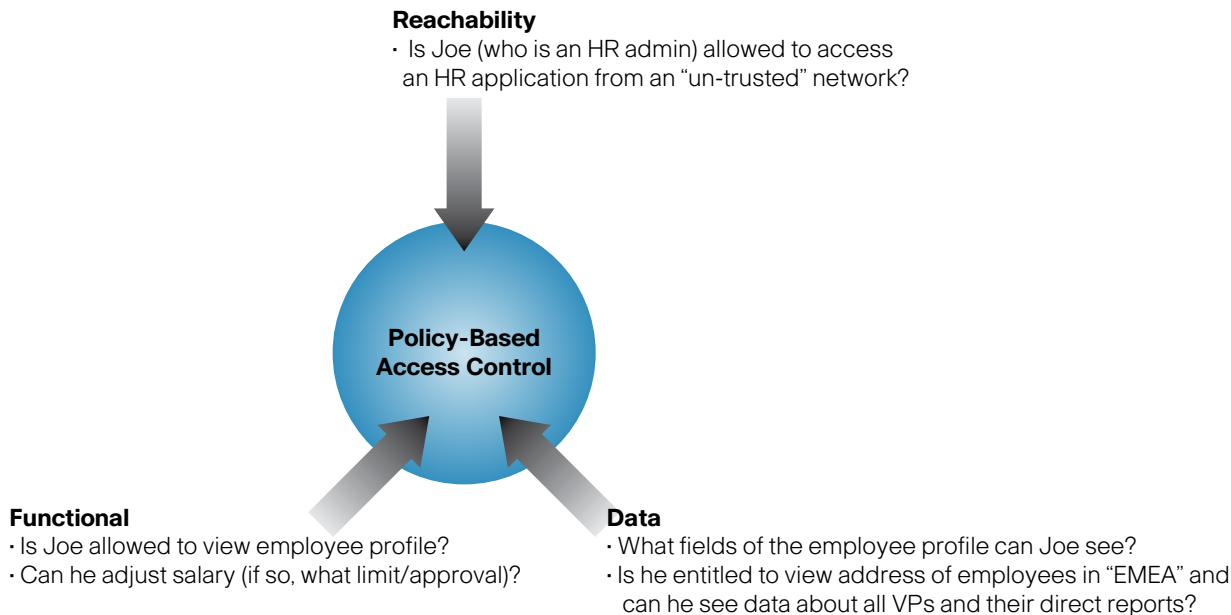 Reachability
· Is Joe (who is an HR admin) allowed to access
an HR application from an “un-trusted” network?
Policy-Based
Access Control
Functional
· Is Joe allowed to view employee profile?
· Can he adjust salary (if so, what limit/approval)?
Data
· What fields of the employee profile can Joe see?
· Is he entitled to view address of employees in “EMEA” and
can he see data about all VPs and their direct reports?